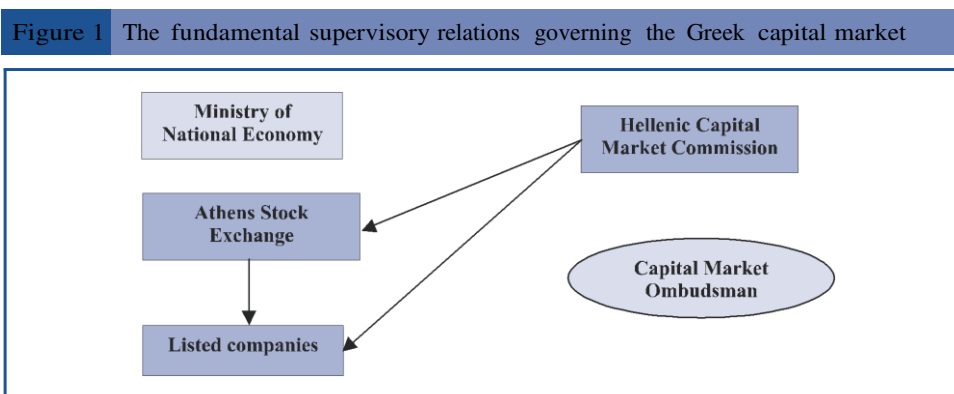 Figure 1 The fundamental supervisory relations governing the Greek capital market
Ministry of
National Economy
Hellenic Capital
Market Commission
Athens Stock
Exchange
Capital Market
Ombudsman
Listed companies